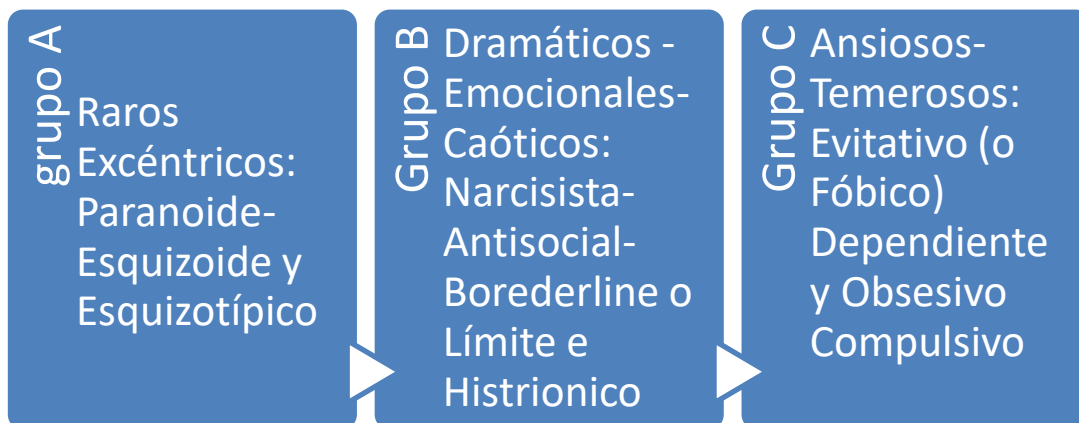 grupo A
Raros
Excéntricos:
Paranoide-
Esquizoide y
Esquizotípico
Grupo B
Dramáticos -
Emocionales-
Caóticos:
Narcisista-
Antisocial-
Borederline o
Límite e
Histrionico
Grupo C
Ansiosos-
Temerosos:
Evitativo (o
Fóbico)
Dependiente
y Obsesivo
Compulsivo